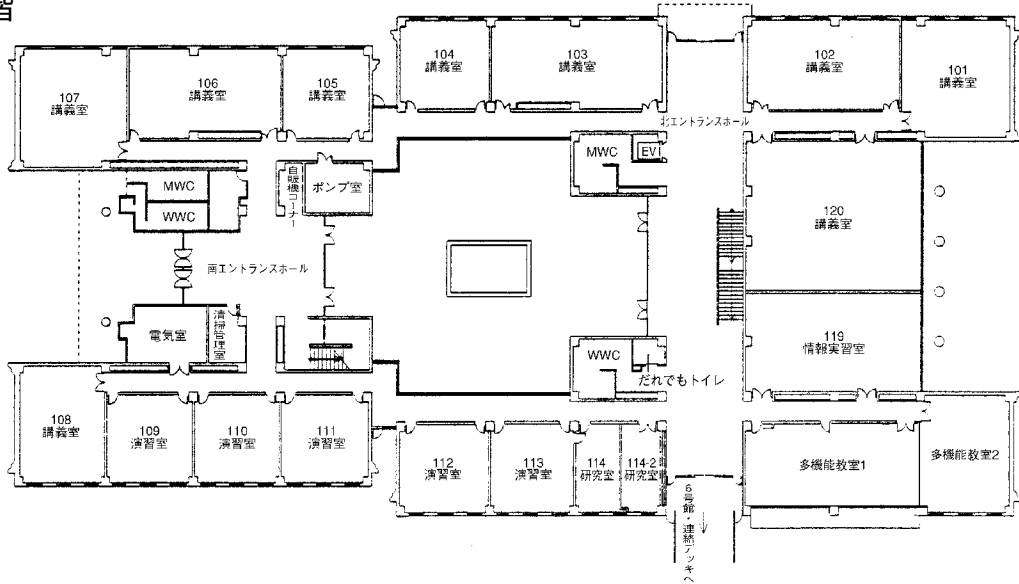 階
104
講義室
103
講義室
102
講義室
101
講義室
107
講義室
106
講義室
105
講義室
北エントランスホール
MWC
EV
MWC
WWC
自販機コーナー
ポンプ室
120
講義室
南エントランスホール
電気室
清掃管理室
119
情報実習室
WWC
だれでもトイレ
108
講義室
109
演習室
110
演習室
111
演習室
112
演習室
113
演習室
114
研究室
114-2
研究室
多機能教室1
多機能教室2
6号館・連絡デッキへ